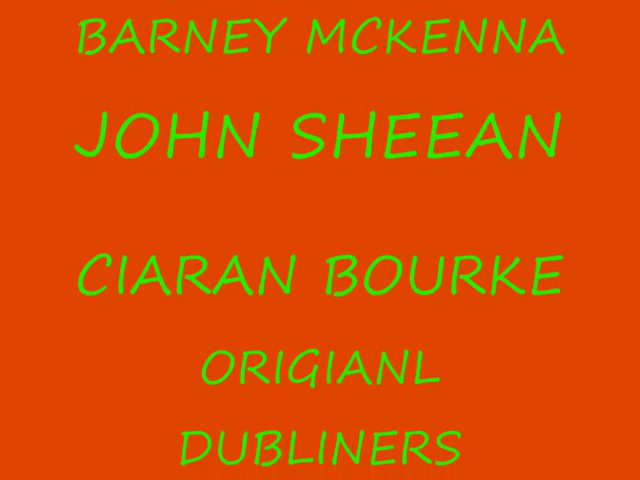 BARNEY MCKENNA
JOHN SHEEAN
CIARAN BOURKE
ORIGIANL
DUBLINERS